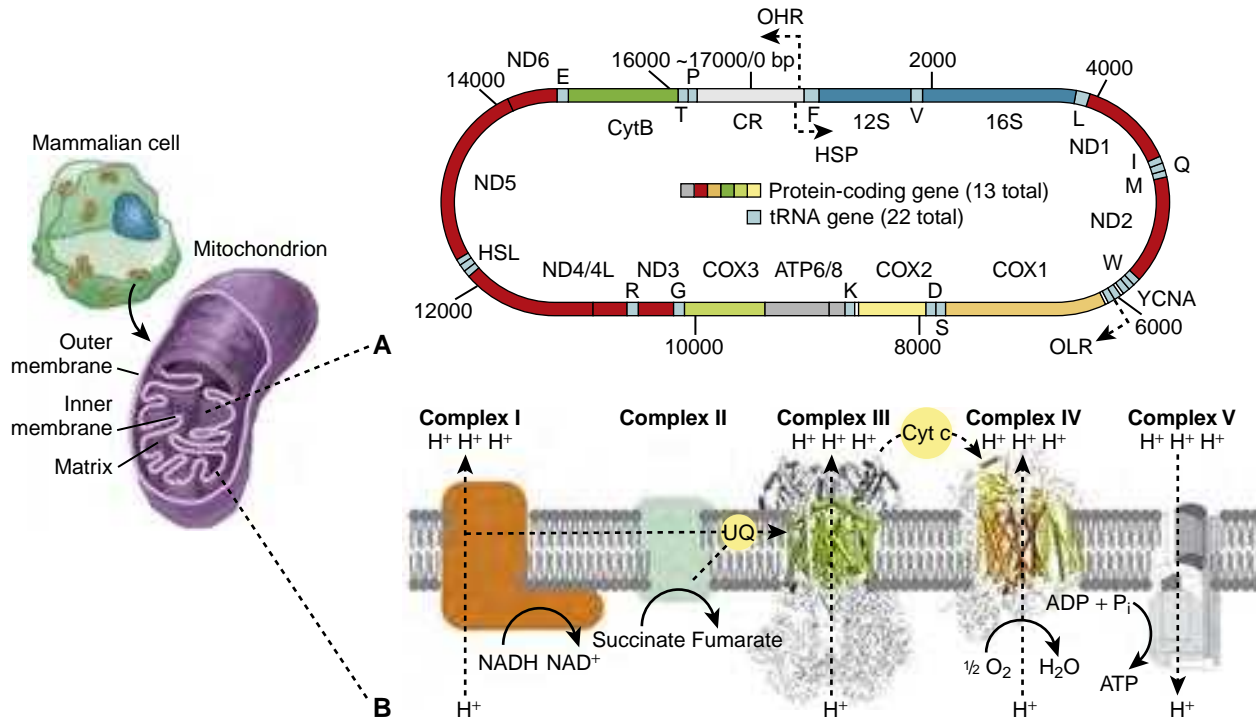 Mammalian cell
Mitochondrion
Outer
membrane
Inner
membrane
Matrix
A
B
OHR
ND6
E
16000
P
~17000/0 bp
2000
4000
14000
T
F
V
L
CytB
CR
12S
16S
HSP
ND1
I
Q
M
ND5
Protein-coding gene (13 total)
tRNA gene (22 total)
ND2
HSL
W
ND4/4L
ND3
COX3
ATP6/8
COX2
COX1
R
G
K
D
YCNA
12000
S
6000
10000
8000
OLR
Complex I
Complex II
Complex III
Cyt c
Complex IV
Complex V
H⁺ H⁺ H⁺
H⁺ H⁺ H⁺
H⁺ H⁺ H⁺
H⁺ H⁺ H⁺
UQ
ADP + Pᵢ
Succinate Fumarate
NADH NAD⁺
½ O₂
H₂O
ATP
H⁺
H⁺
H⁺
H⁺